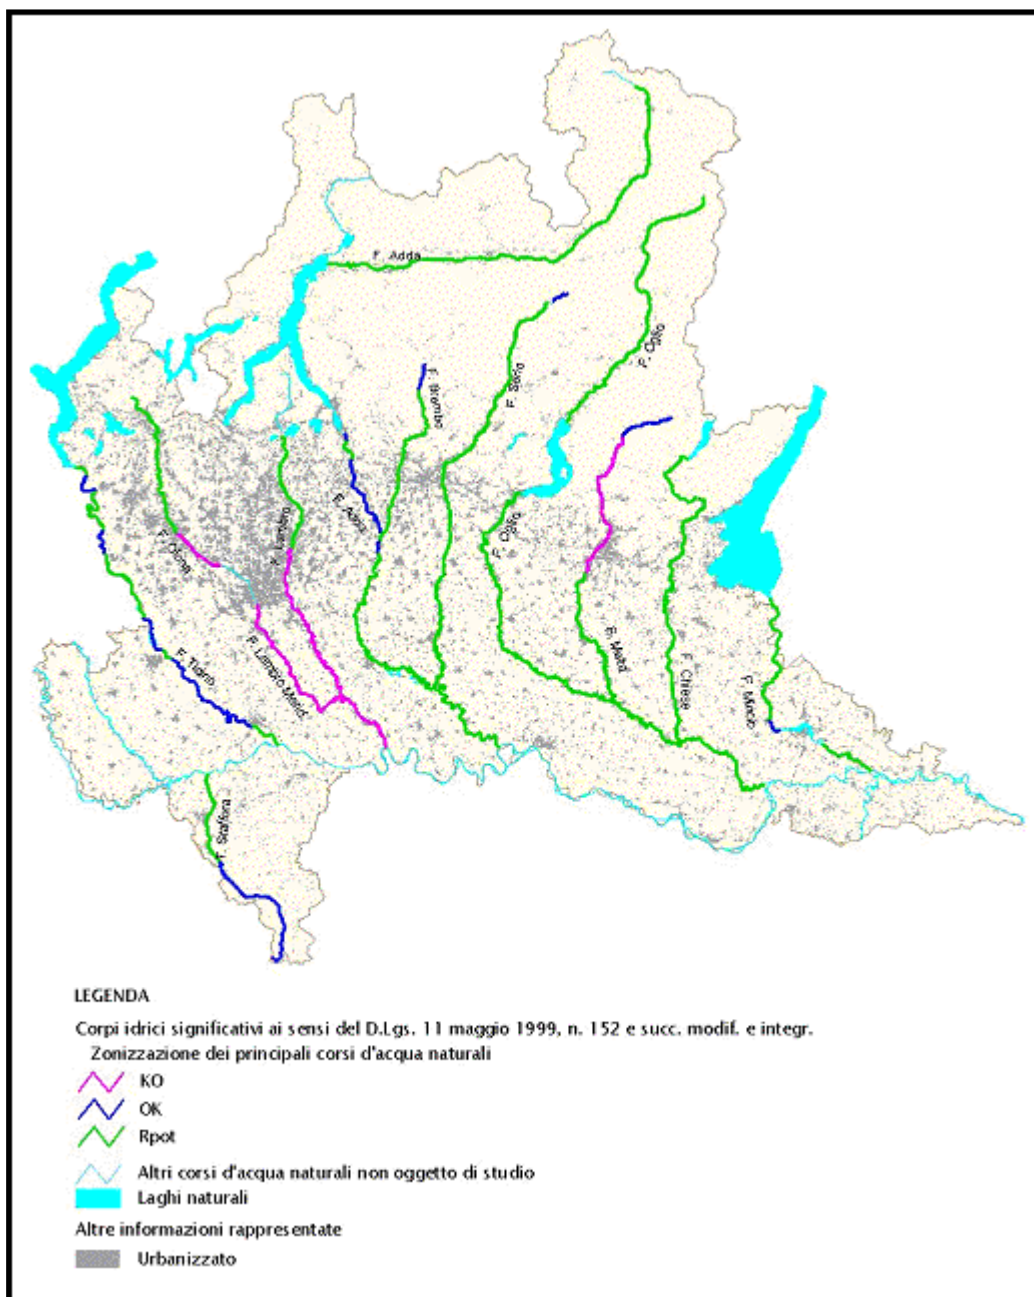 F. Adda
F. Oglio
F. Serio
F. Brembo
F. Adda
F. Oglio
F. Olona
F. Lambro
F. Lambro Merid.
F. Mella
F. Chiese
F. Mincio
F. Ticino
F. Staffora
LEGENDA
Corpi idrici significativi ai sensi del D.Lgs. 11 maggio 1999, n. 152 e succ. modif. e integr.
Zonizzazione dei principali corsi d'acqua naturali
KO
OK
Rpot
Altri corsi d'acqua naturali non oggetto di studio
Laghi naturali
Altre informazioni rappresentate
Urbanizzato